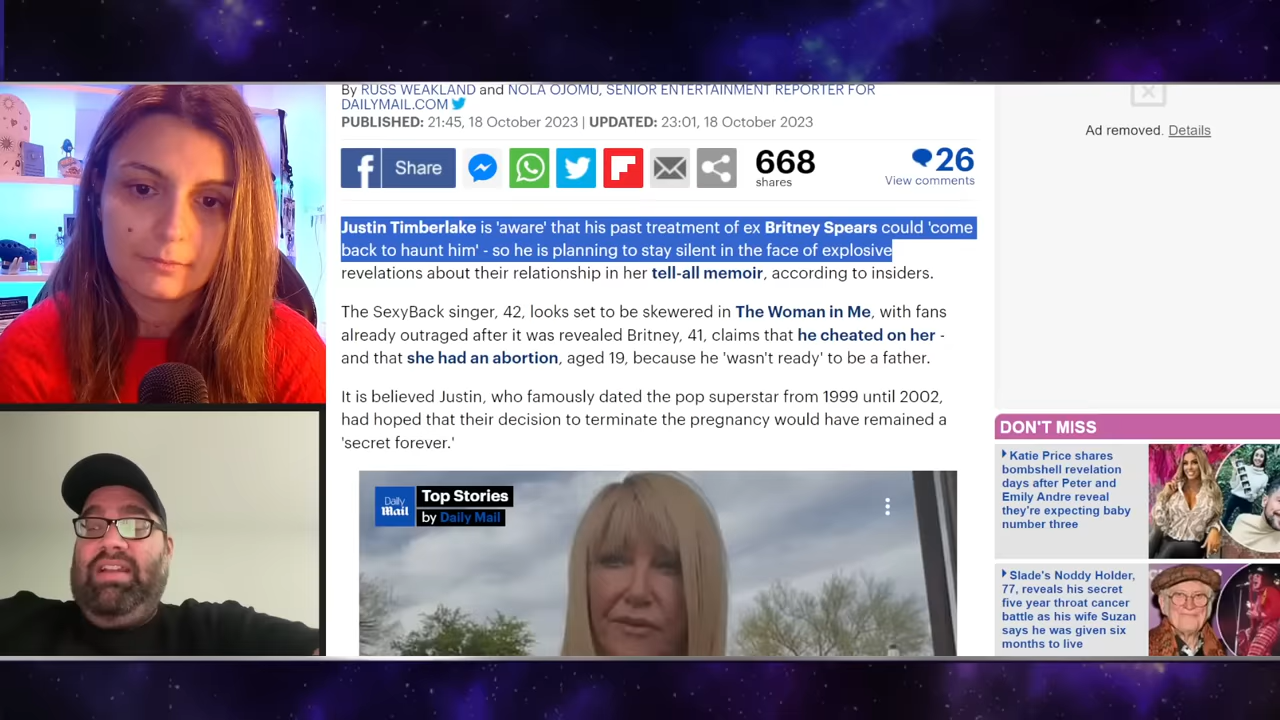 By RUSS WEAKLAND and NOLA OJOMU, SENIOR ENTERTAINMENT REPORTER FOR
DAILYMAIL.COM
PUBLISHED: 21:45, 18 October 2023 | UPDATED: 23:01, 18 October 2023
Share
668
shares
26
View comments
Justin Timberlake is 'aware' that his past treatment of ex Britney Spears could 'come
back to haunt him' - so he is planning to stay silent in the face of explosive
revelations about their relationship in her tell-all memoir, according to insiders.
The SexyBack singer, 42, looks set to be skewered in The Woman in Me, with fans
already outraged after it was revealed Britney, 41, claims that he cheated on her -
and that she had an abortion, aged 19, because he 'wasn't ready' to be a father.
It is believed Justin, who famously dated the pop superstar from 1999 until 2002,
had hoped that their decision to terminate the pregnancy would have remained a
'secret forever.'
Daily
Mail
Top Stories
by Daily Mail
Ad removed. Details
DON'T MISS
Katie Price shares
bombshell revelation
days after Peter and
Emily Andre reveal
they're expecting baby
number three
Slade's Noddy Holder,
77, reveals his secret
five year throat cancer
battle as his wife Suzan
says he was given six
months to live